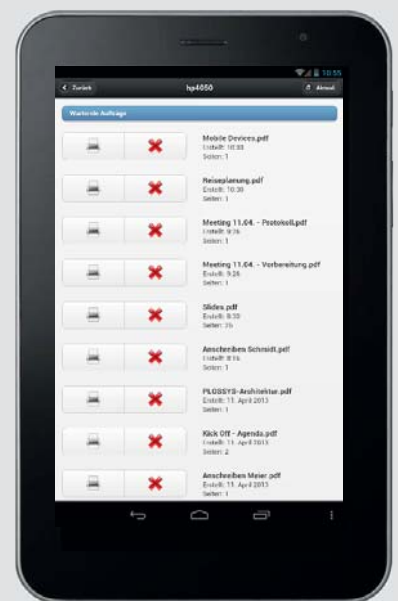 10:55
Zurück
hp4050
Aktual.
Wartende Aufträge
Mobile Devices.pdf
Erstellt: 10:33
Seiten: 1
Reiseplanung.pdf
Erstellt: 10:30
Seiten: 1
Meeting 11.04. - Protokoll.pdf
Erstellt: 9:26
Seiten: 1
Meeting 11.04. - Vorbereitung.pdf
Erstellt: 9:26
Seiten: 1
Slides.pdf
Erstellt: 8:30
Seiten:
Anschreiben Schmidt.pdf
Erstellt: 8:16
Seiten: 1
PLOSSYS-Architektur.pdf
Erstellt: 11. April 2013
Seiten: 1
Kick Off - Agenda.pdf
Erstellt: 11. April 2013
Seiten: 2
Anschreiben Meier.pdf
Erstellt: 11. April 2013
Seiten: 1